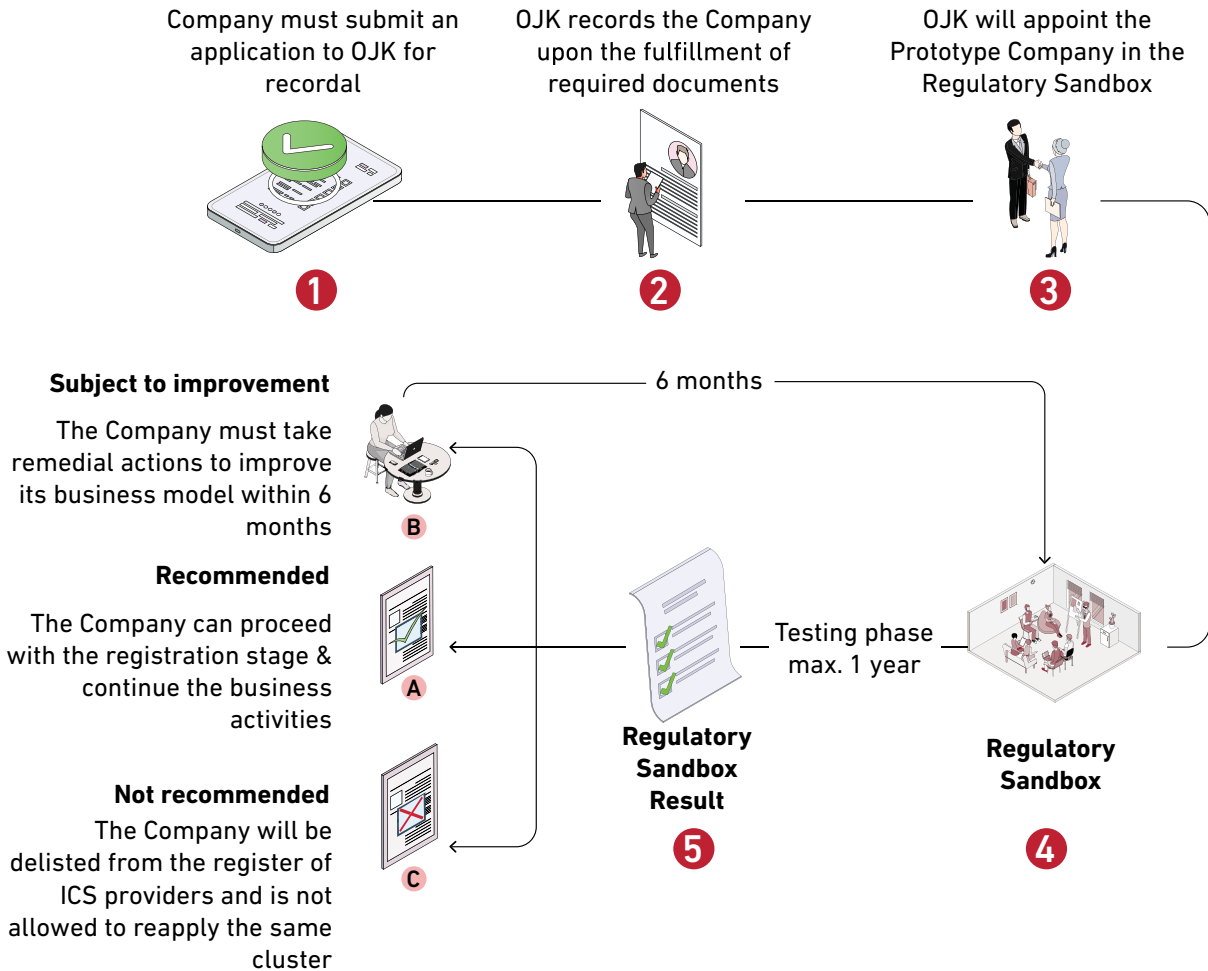 Company must submit an
application to OJK for
recordal
1
OJK records the Company
upon the fulfillment of
required documents
2
OJK will appoint the
Prototype Company in the
Regulatory Sandbox
3
Regulatory
Sandbox
4
Testing phase
max. 1 year
Regulatory
Sandbox
Result
5
6 months
Subject to improvement
The Company must take
remedial actions to improve
its business model within 6
months
B
Recommended
The Company can proceed
with the registration stage &
continue the business
activities
A
Not recommended
The Company will be
delisted from the register of
ICS providers and is not
allowed to reapply the same
cluster
C